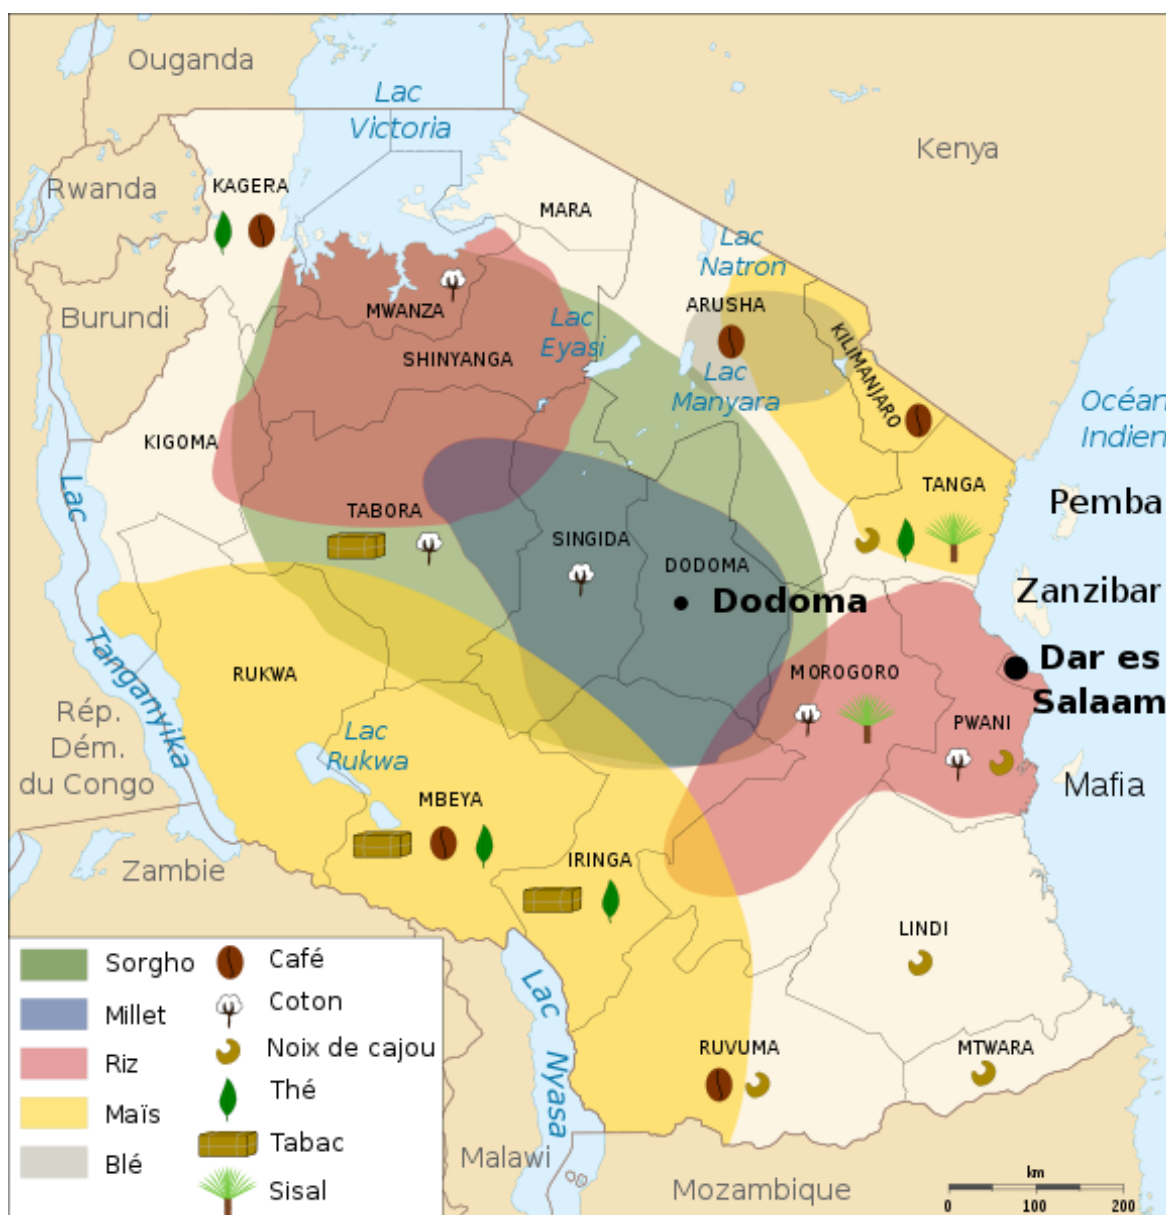 Ouganda
Lac
Victoria
Kenya
Rwanda
KAGERA
MARA
Lac
Natron
Burundi
MWANZA
ARUSHA
Lac
Eyasi
KILIMANJARO
SHINYANGA
Lac
Manyara
Océan
Indien
KIGOMA
TANGA
Lac
Tanganyika
TABORA
Pemba
SINGIDA
DODOMA
Dodoma
Zanzibar
RUKWA
MOROGORO
Dar es
Salaam
PWANI
Rép.
Dém.
du Congo
Lac
Rukwa
Mafia
MBEYA
Zambie
IRINGA
LINDI
Lac
Nyasa
RUVUMA
MTWARA
Malawi
Mozambique
Sorgho
Millet
Riz
Maïs
Blé
Café
Coton
Noix de cajou
Thé
Tabac
Sisal
km
0 100 200